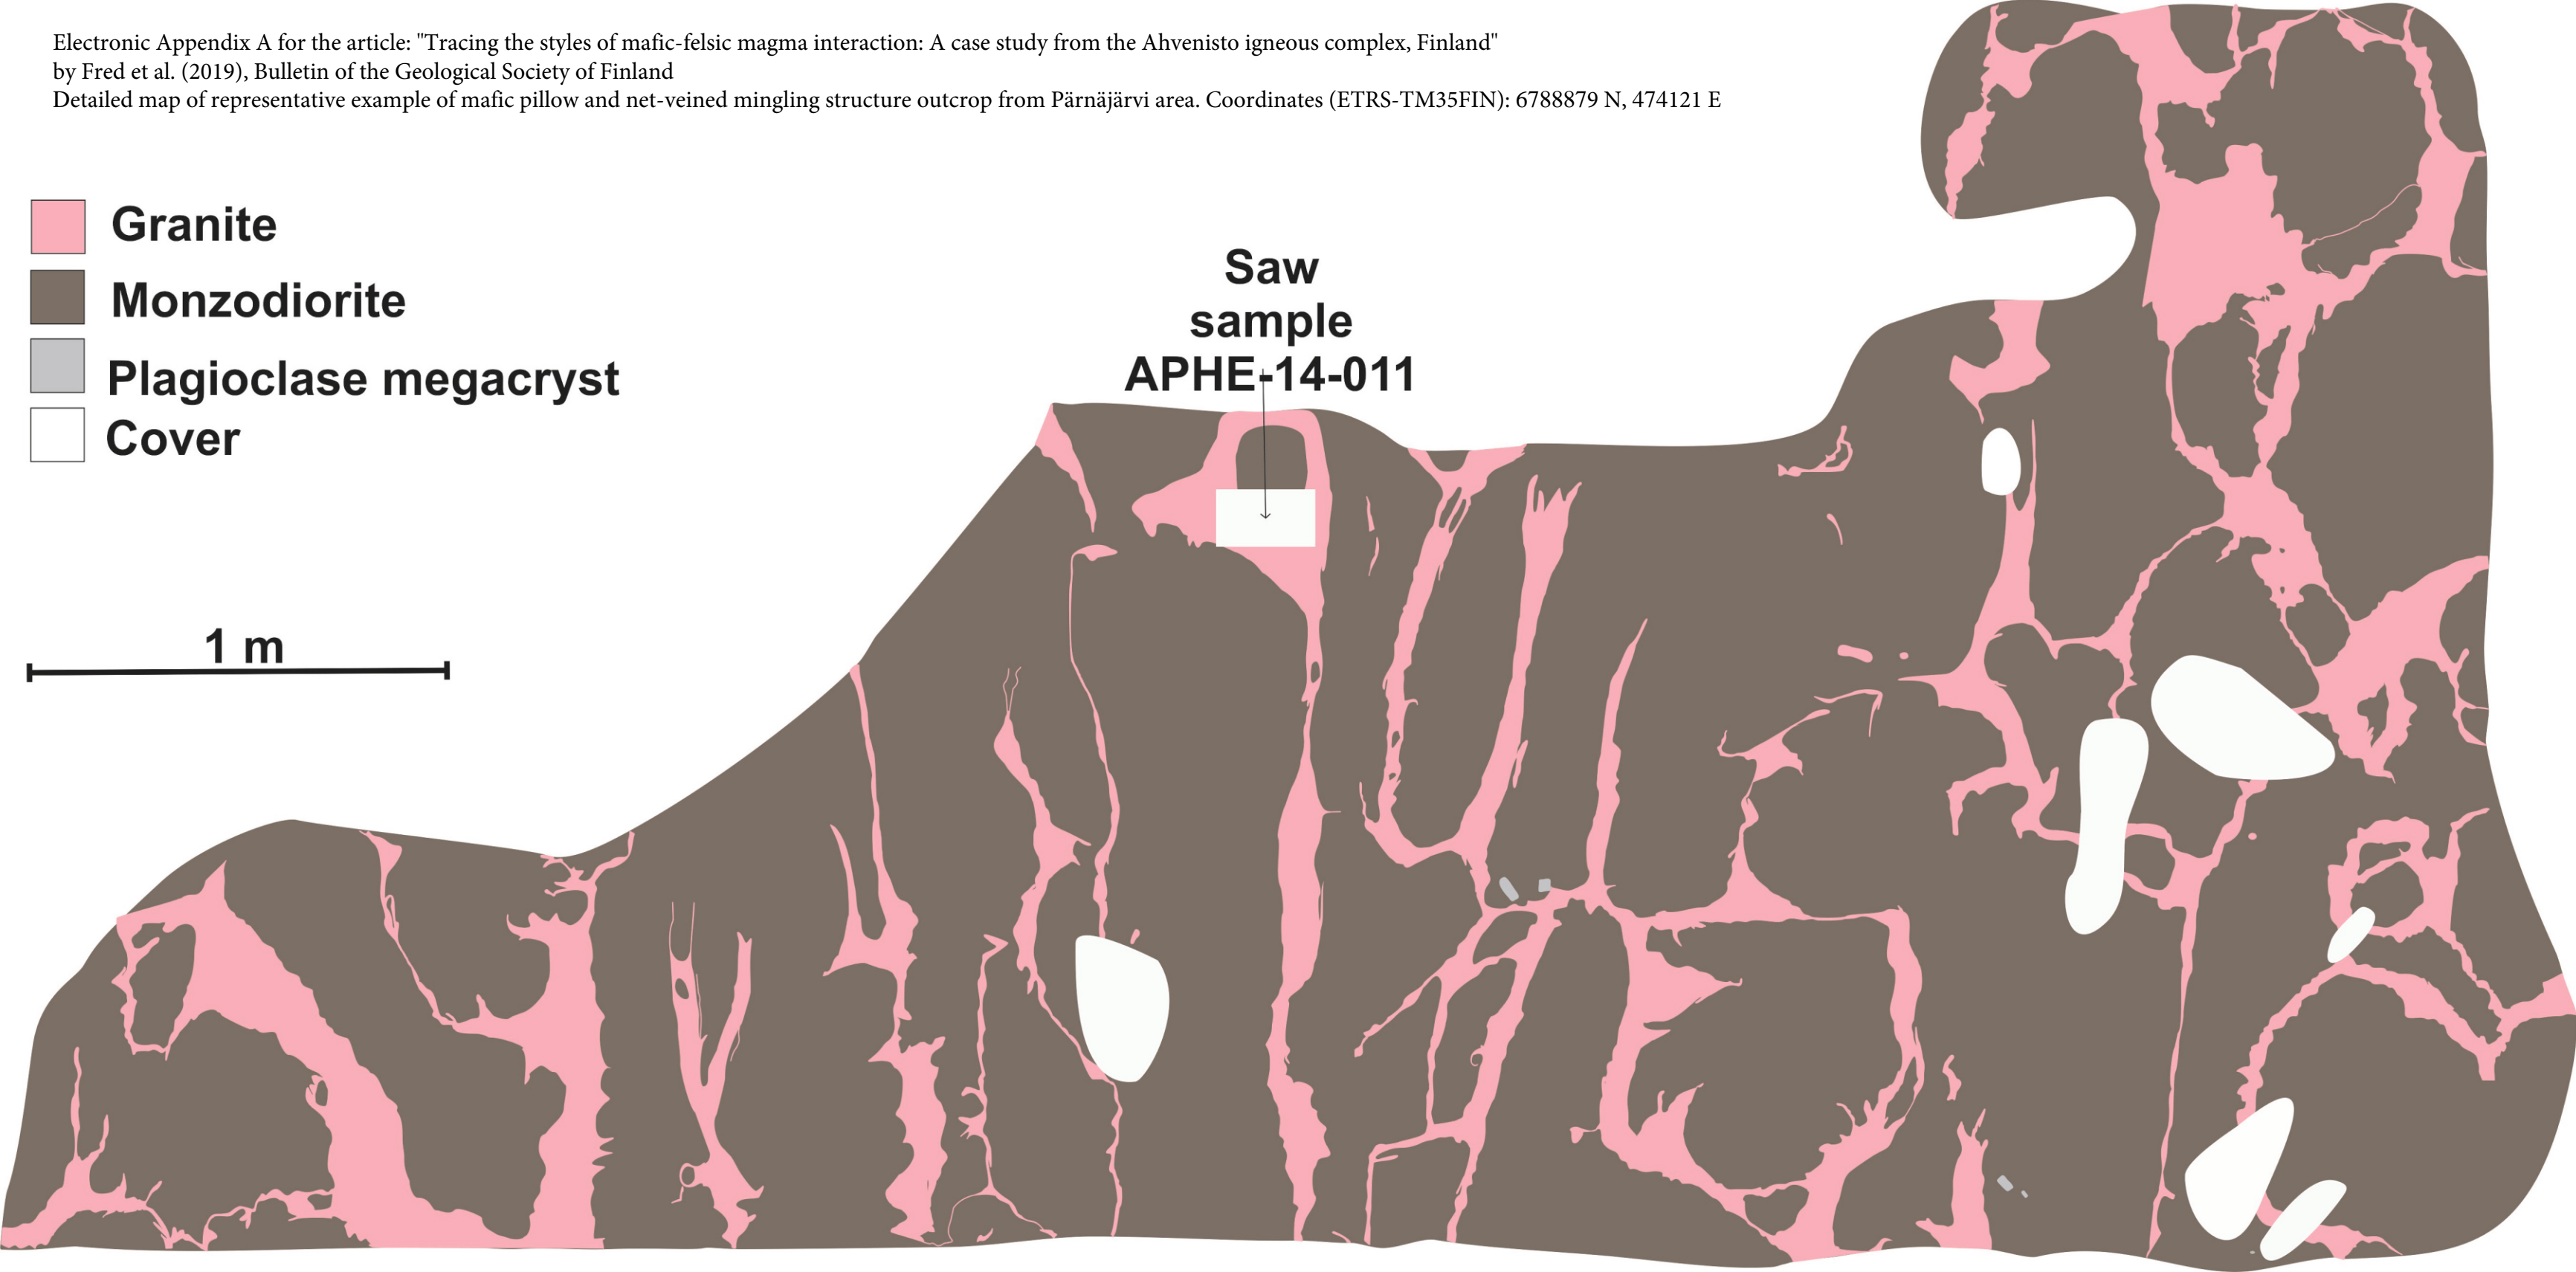 Electronic Appendix A for the article: "Tracing the styles of mafic-felsic magma interaction: A case study from the Ahvenisto igneous complex, Finland"
by Fred et al. (2019), Bulletin of the Geological Society of Finland
Detailed map of representative example of mafic pillow and net-veined mingling structure outcrop from Pärnäjärvi area. Coordinates (ETRS-TM35FIN): 6788879 N, 474121 E
Granite
Monzodiorite
Plagioclase megacryst
Cover
Saw
sample
APHE-14-011
1 m